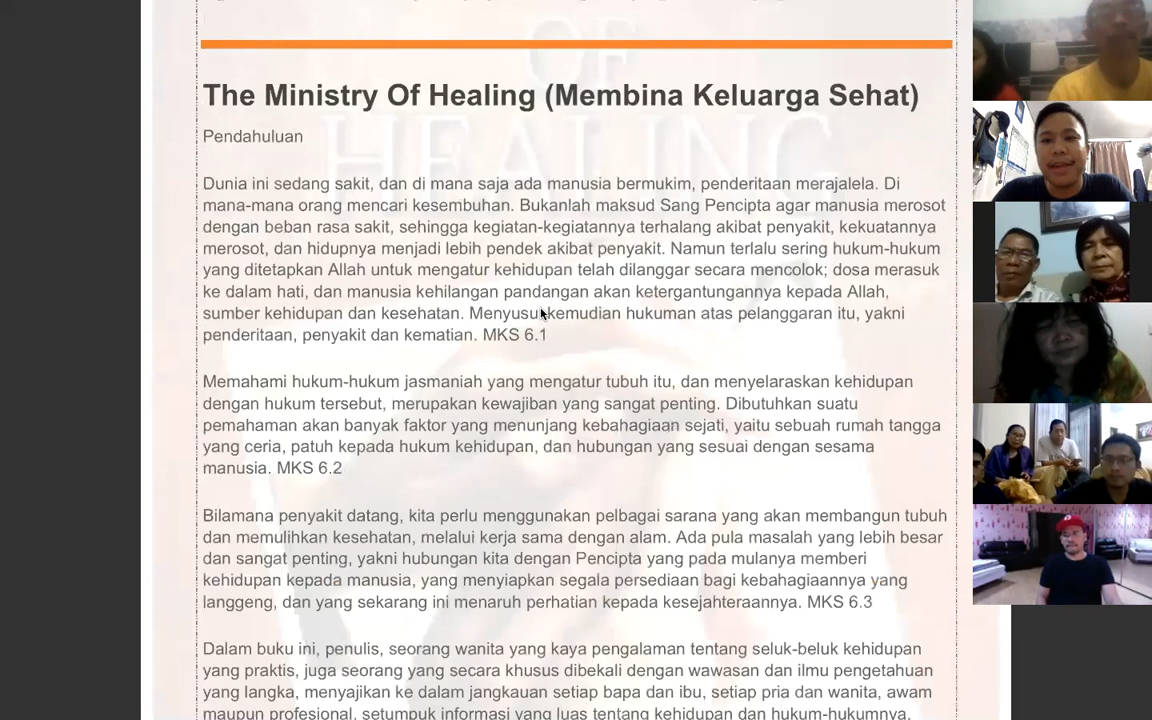 OF
HEALING
The Ministry Of Healing (Membina Keluarga Sehat)
Pendahuluan
Dunia ini sedang sakit, dan di mana saja ada manusia bermukim, penderitaan merajalela. Di
mana-mana orang mencari kesembuhan. Bukanlah maksud Sang Pencipta agar manusia merosot
dengan beban rasa sakit, sehingga kegiatan-kegiatannya terhalang akibat penyakit, kekuatannya
merosot, dan hidupnya menjadi lebih pendek akibat penyakit. Namun terlalu sering hukum-hukum
yang ditetapkan Allah untuk mengatur kehidupan telah dilanggar secara mencolok; dosa merasuk
ke dalam hati, dan manusia kehilangan pandangan akan ketergantungannya kepada Allah,
sumber kehidupan dan kesehatan. Menyusul kemudian hukuman atas pelanggaran itu, yakni
penderitaan, penyakit dan kematian. MKS 6.1
Memahami hukum-hukum jasmaniah yang mengatur tubuh itu, dan menyelaraskan kehidupan
dengan hukum tersebut, merupakan kewajiban yang sangat penting. Dibutuhkan suatu
pemahaman akan banyak faktor yang menunjang kebahagiaan sejati, yaitu sebuah rumah tangga
yang ceria, patuh kepada hukum kehidupan, dan hubungan yang sesuai dengan sesama
manusia. MKS 6.2
Bilamana penyakit datang, kita perlu menggunakan pelbagai sarana yang akan membangun tubuh
dan memulihkan kesehatan, melalui kerja sama dengan alam. Ada pula masalah yang lebih besar
dan sangat penting, yakni hubungan kita dengan Pencipta yang pada mulanya memberi
kehidupan kepada manusia, yang menyiapkan segala persediaan bagi kebahagiaannya yang
langgeng, dan yang sekarang ini menaruh perhatian kepada kesejahteraannya. MKS 6.3
Dalam buku ini, penulis, seorang wanita yang kaya pengalaman tentang seluk-beluk kehidupan
yang praktis, juga seorang yang secara khusus dibekali dengan wawasan dan ilmu pengetahuan
yang langka, menyajikan ke dalam jangkauan setiap bapa dan ibu, setiap pria dan wanita, awam
maupun profesional, setumpuk informasi yang luas tentang kehidupan dan hukum-hukumnya,